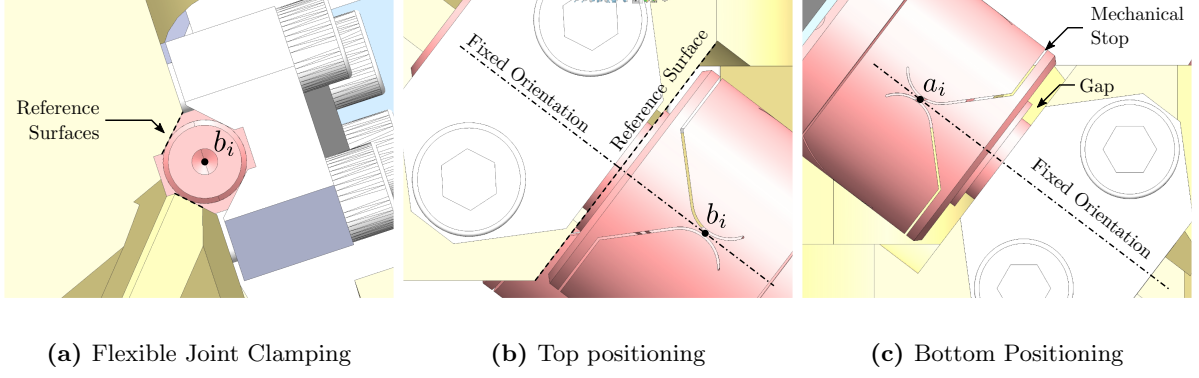 Reference
Surfaces
b_i
Fixed Orientation
Reference Surface
b_i
Mechanical
Stop
a_i
Gap
Fixed Orientation
(a) Flexible Joint Clamping
(b) Top positioning
(c) Bottom Positioning